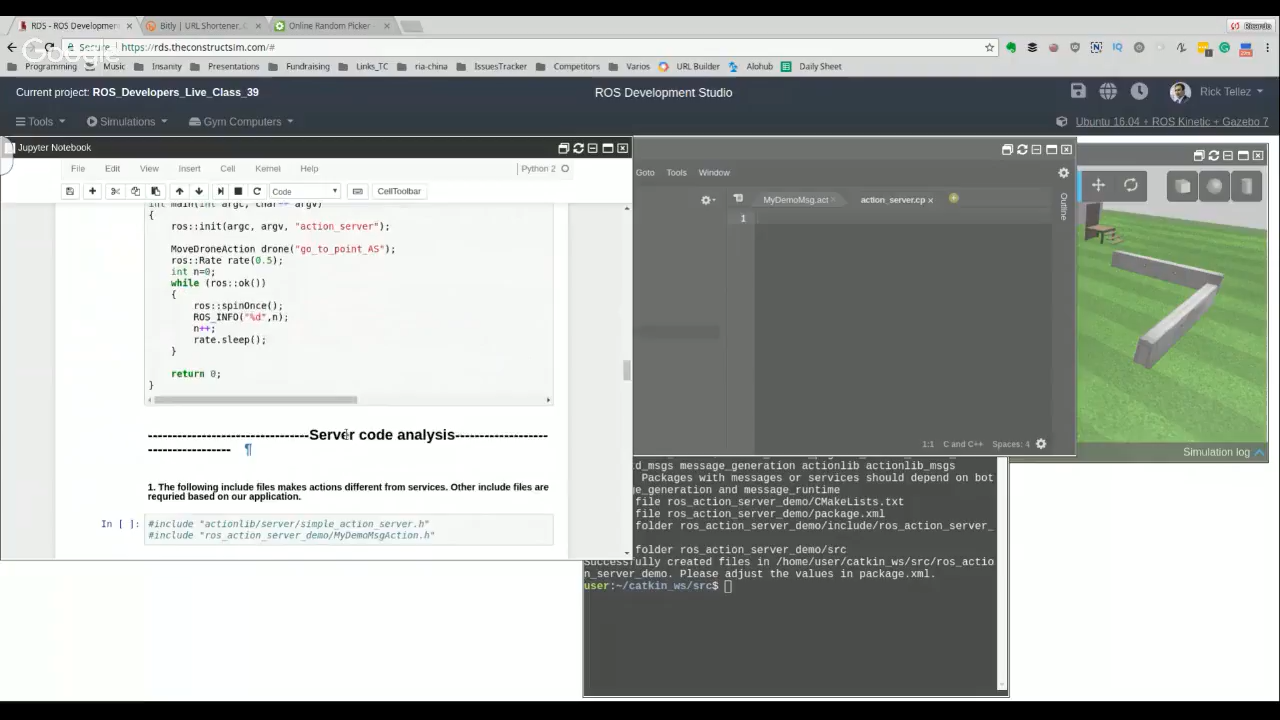 RDS - ROS Developmen
Bitly | URL Shortener, C
Online Random Picker
Ricardo
Google
Secure
https://rds.theconstructsim.com/#
Programming
Music
Insanity
Presentations
Fundraising
Links_TC
ria-china
IssuesTracker
Competitors
Varios
URL Builder
Alohub
Daily Sheet
Current project: ROS_Developers_Live_Class_39
ROS Development Studio
Rick Tellez
Tools
Simulations
Gym Computers
Ubuntu 16.04 + ROS Kinetic + Gazebo 7
Jupyter Notebook
File Edit View Insert Cell Kernel Help
Python 2
Code
CellToolbar
int main(int argc, char** argv)
{
ros::init(argc, argv, "action_server");
MoveDroneAction drone("go_to_point_AS");
ros::Rate rate(0.5);
int n=0;
while (ros::ok())
{
ros::spinOnce();
ROS_INFO("%d",n);
n++;
rate.sleep();
}
return 0;
}
---------------------------------Server code analysis-------------------
----------------- ¶
1. The following include files makes actions different from services. Other include files are
requried based on our application.
In [ ]:
#include "actionlib/server/simple_action_server.h"
#include "ros_action_server_demo/MyDemoMsgAction.h"
Goto Tools Window
MyDemoMsg.act
action_server.cp
1
Outline
1:1 C and C++ Spaces: 4
Simulation log
d_msgs message_generation actionlib actionlib_msgs
Packages with messages or services should depend on bot
ge_generation and message_runtime
file ros_action_server_demo/CMakeLists.txt
file ros_action_server_demo/package.xml
folder ros_action_server_demo/include/ros_action_server_
folder ros_action_server_demo/src
Successfully created files in /home/user/catkin_ws/src/ros_actio
n_server_demo. Please adjust the values in package.xml.
user:~/catkin_ws/src$